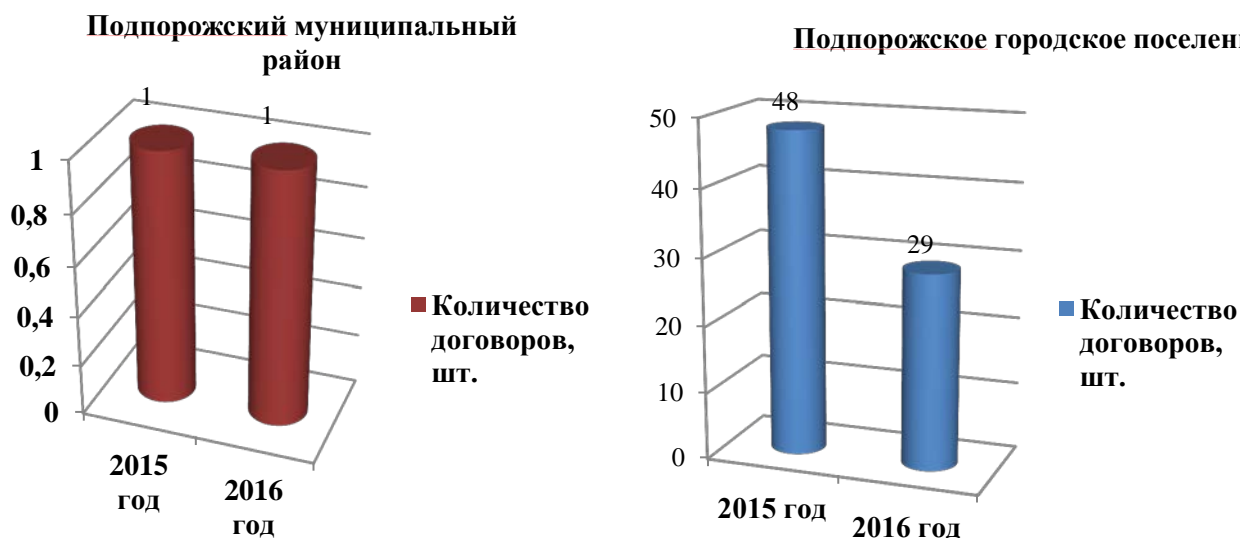 Подпорожский муниципальный
район
1
1
1
0,8
0,6
0,4
0,2
0
2015
год
2016
год
Количество
договоров,
шт.
Подпорожское городское поселени
48
29
50
40
30
20
10
0
2015 год
2016 год
Количество
договоров,
шт.